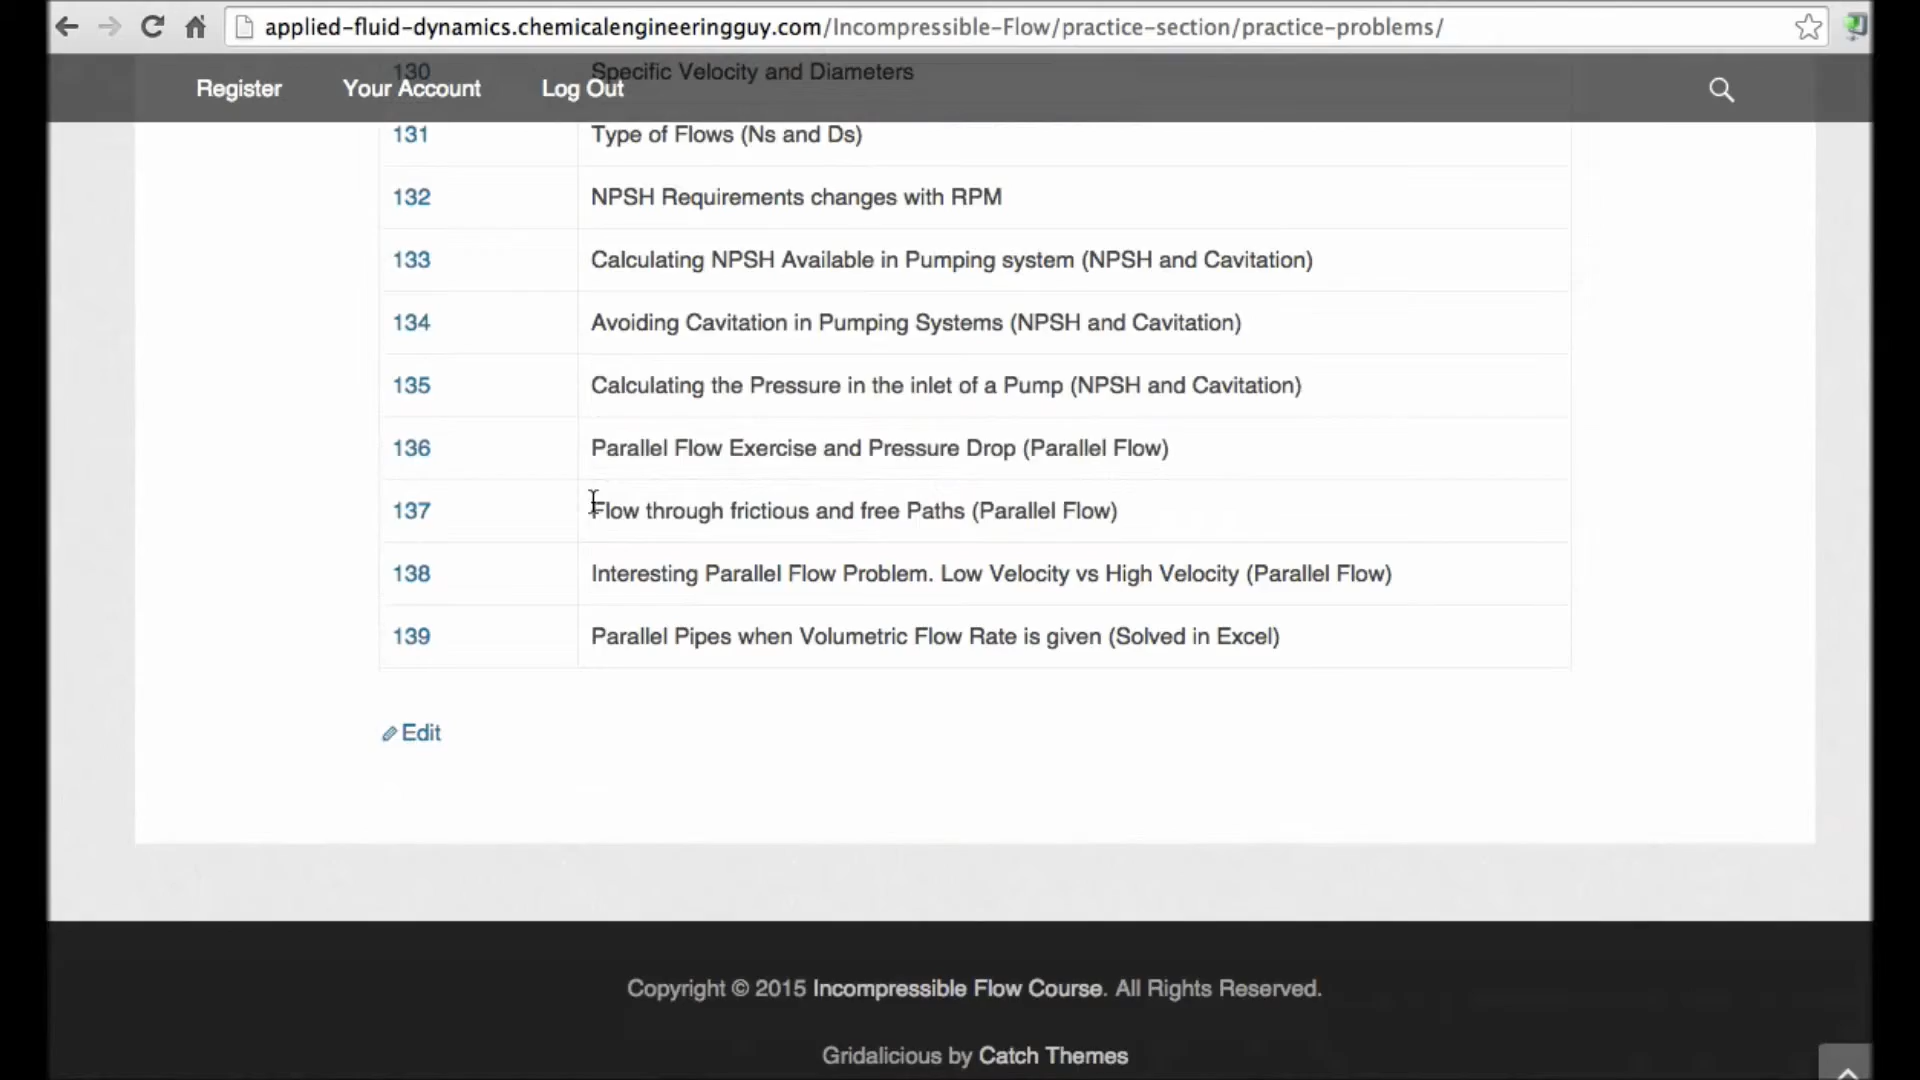 applied-fluid-dynamics.chemicalengineeringguy.com/Incompressible-Flow/practice-section/practice-problems/
130 Specific Velocity and Diameters
Register Your Account Log Out
131 Type of Flows (Ns and Ds)
132 NPSH Requirements changes with RPM
133 Calculating NPSH Available in Pumping system (NPSH and Cavitation)
134 Avoiding Cavitation in Pumping Systems (NPSH and Cavitation)
135 Calculating the Pressure in the inlet of a Pump (NPSH and Cavitation)
136 Parallel Flow Exercise and Pressure Drop (Parallel Flow)
137 Flow through frictious and free Paths (Parallel Flow)
138 Interesting Parallel Flow Problem. Low Velocity vs High Velocity (Parallel Flow)
139 Parallel Pipes when Volumetric Flow Rate is given (Solved in Excel)
Edit
Copyright © 2015 Incompressible Flow Course. All Rights Reserved.
Gridalicious by Catch Themes